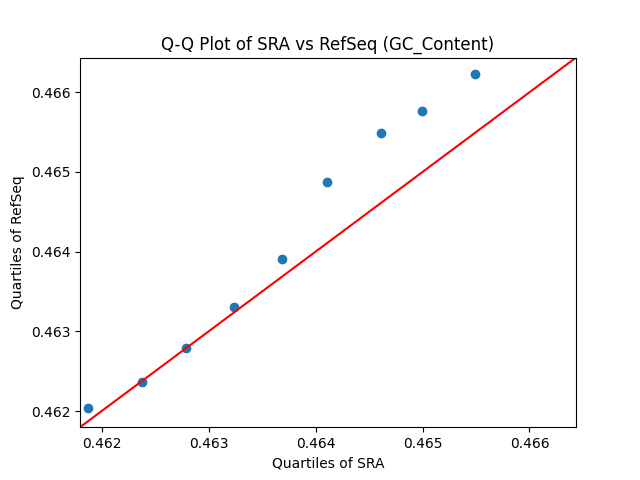 Q-Q Plot of SRA vs RefSeq (GC_Content)
0.466
0.465
0.464
0.463
0.462
Quartiles of RefSeq
0.462 0.463 0.464 0.465 0.466
Quartiles of SRA